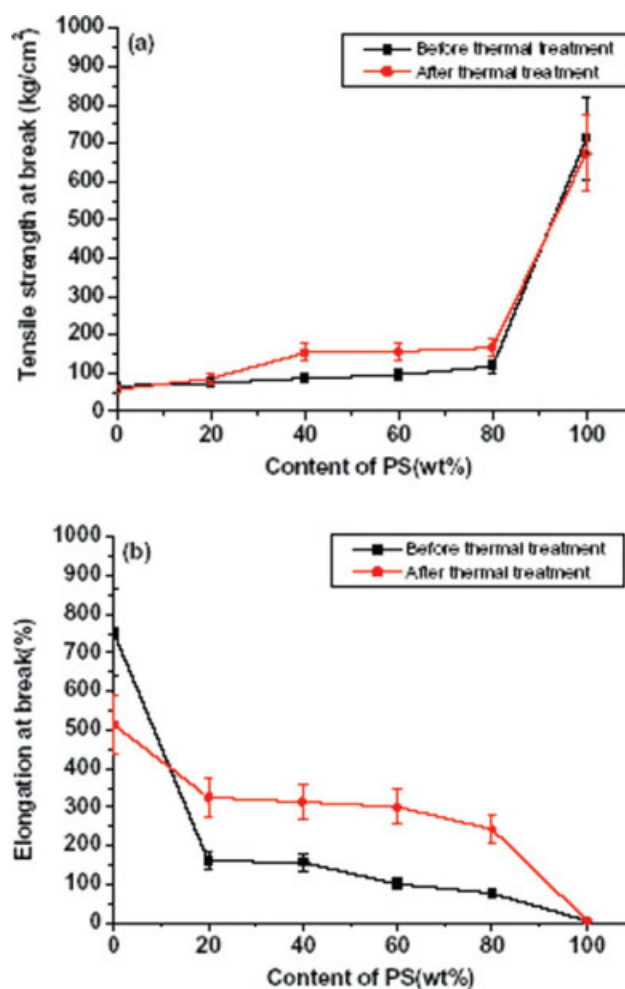 Tensile strength at break (kg/cm²)
1000
900
800
700
600
500
400
300
200
100
0
(a)
Before thermal treatment
After thermal treatment
0 20 40 60 80 100
Content of PS(wt%)
Elongation at break(%)
1000
900
800
700
600
500
400
300
200
100
0
(b)
Before thermal treatment
After thermal treatment
0 20 40 60 80 100
Content of PS(wt%)